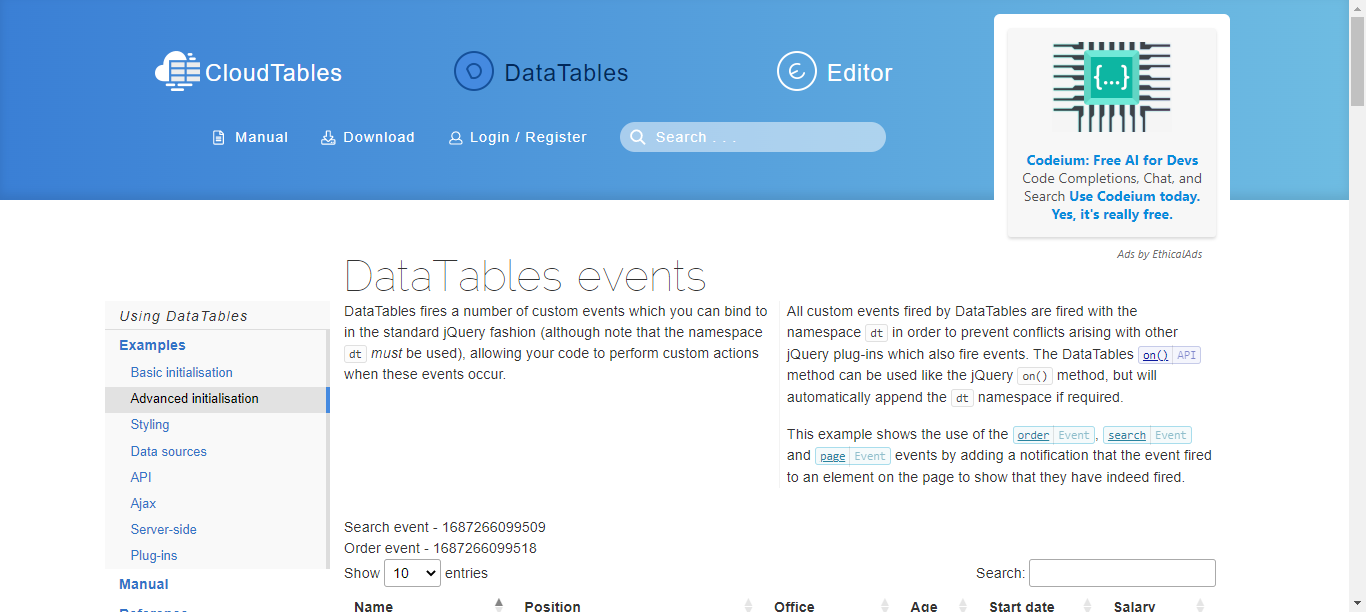 CloudTables
DataTables
Editor
Manual
Download
Login / Register
Search . . .
{...}
Codeium: Free AI for Devs
Code Completions, Chat, and
Search Use Codeium today.
Yes, it's really free.
Ads by EthicalAds
DataTables events
Using DataTables
Examples
Basic initialisation
Advanced initialisation
Styling
Data sources
API
Ajax
Server-side
Plug-ins
Manual
Reference
DataTables fires a number of custom events which you can bind to
in the standard jQuery fashion (although note that the namespace
dt must be used), allowing your code to perform custom actions
when these events occur.
All custom events fired by DataTables are fired with the
namespace dt in order to prevent conflicts arising with other
jQuery plug-ins which also fire events. The DataTables on() API
method can be used like the jQuery on() method, but will
automatically append the dt namespace if required.
This example shows the use of the order Event, search Event
and page Event events by adding a notification that the event fired
to an element on the page to show that they have indeed fired.
Search event - 1687266099509
Order event - 1687266099518
Show 10 entries
Search:
Name Position Office Age Start date Salary